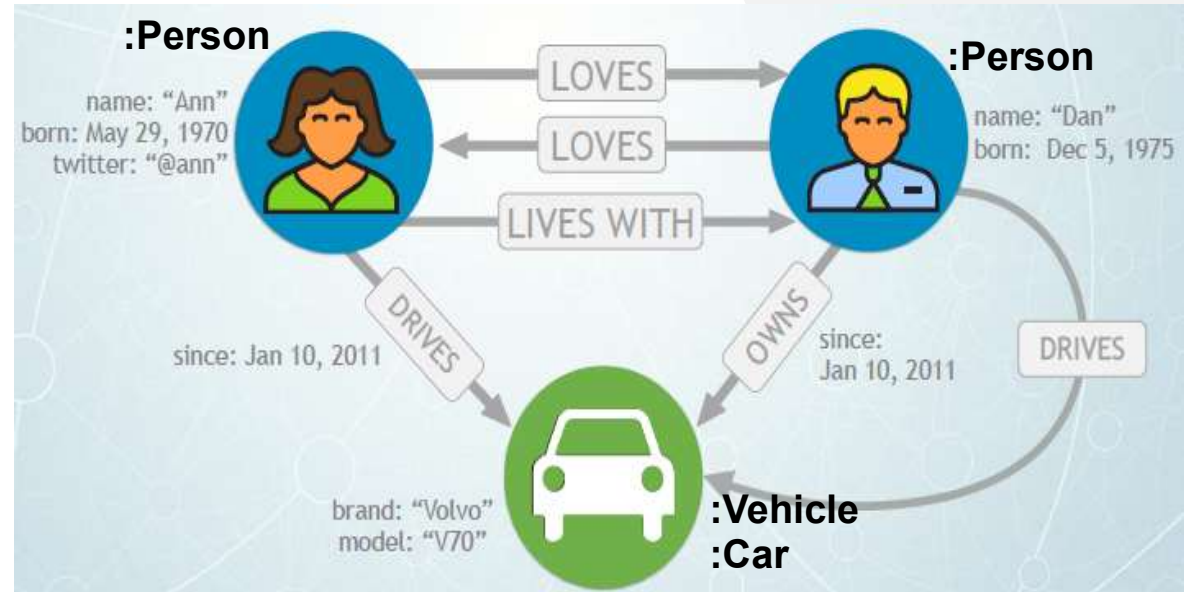 :Person
name: “Ann”
born: May 29, 1970
twitter: “@ann”
LOVES
LOVES
LIVES WITH
:Person
name: “Dan”
born: Dec 5, 1975
DRIVES
since: Jan 10, 2011
OWNS
since:
Jan 10, 2011
DRIVES
brand: “Volvo”
model: “V70”
:Vehicle
:Car